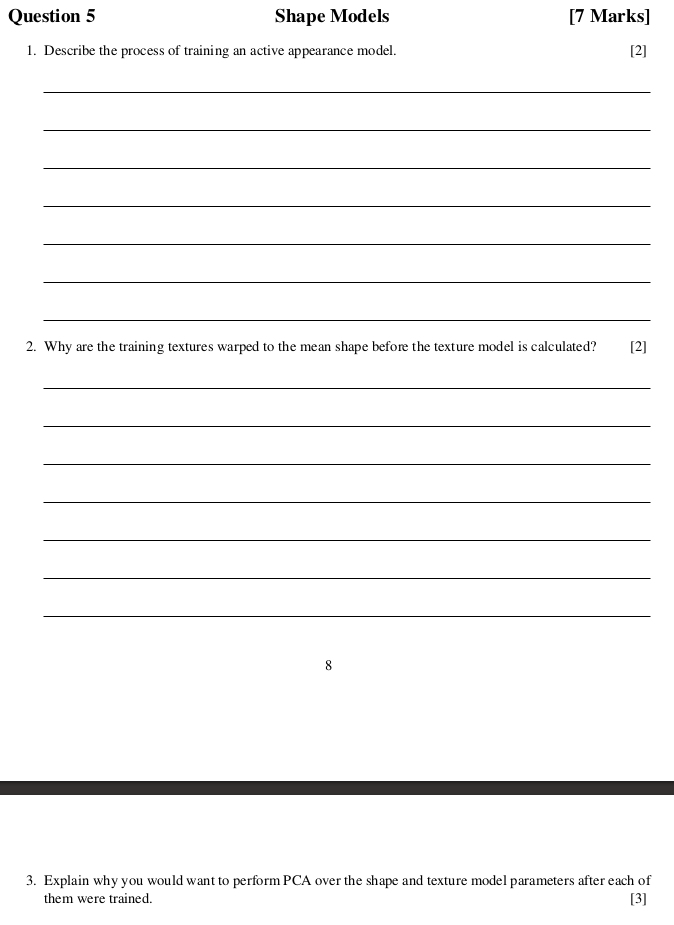 Question 5 Shape Models [7 Marks]
1. Describe the process of training an active appearance model. [2]
2. Why are the training textures warped to the mean shape before the texture model is calculated? [2]
8
3. Explain why you would want to perform PCA over the shape and texture model parameters after each of
them were trained. [3]